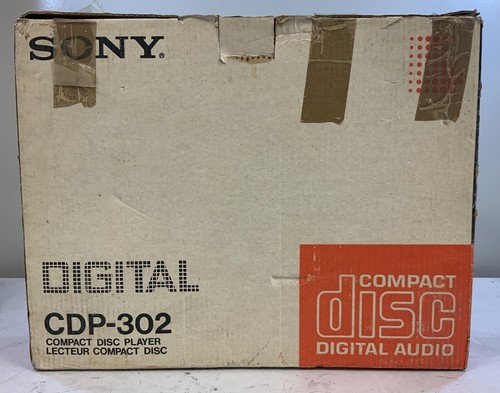 SONY®
DIGITAL
CDP-302
COMPACT DISC PLAYER
LECTEUR COMPACT DISC
COMPACT
disc
DIGITAL AUDIO